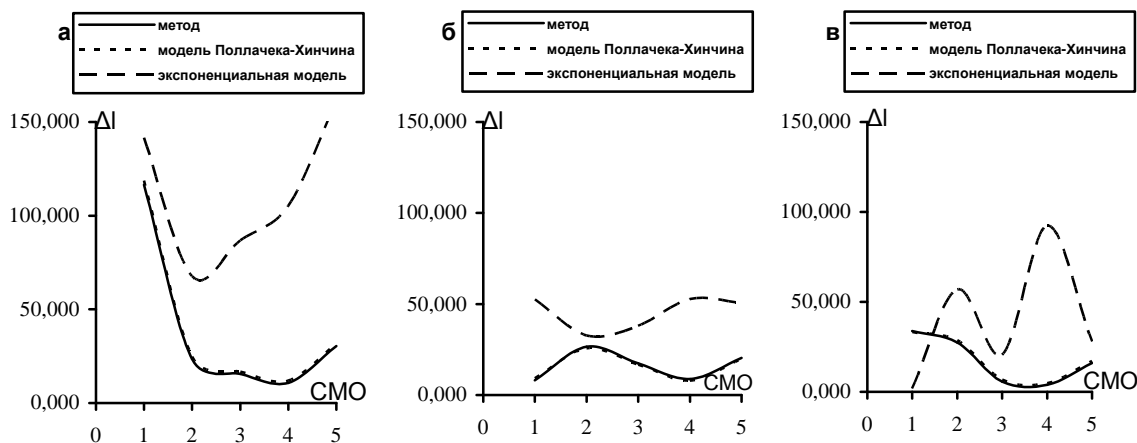 а
метод
модель Поллачека-Хинчина
экспоненциальная модель
150,000
ΔI
100,000
50,000
0,000
СМО
0 1 2 3 4 5
б
метод
модель Поллачека-Хинчина
экспоненциальная модель
150,000
ΔI
100,000
50,000
0,000
СМО
0 1 2 3 4 5
в
метод
модель Поллачека-Хинчина
экспоненциальная модель
150,000
ΔI
100,000
50,000
0,000
СМО
0 1 2 3 4 5